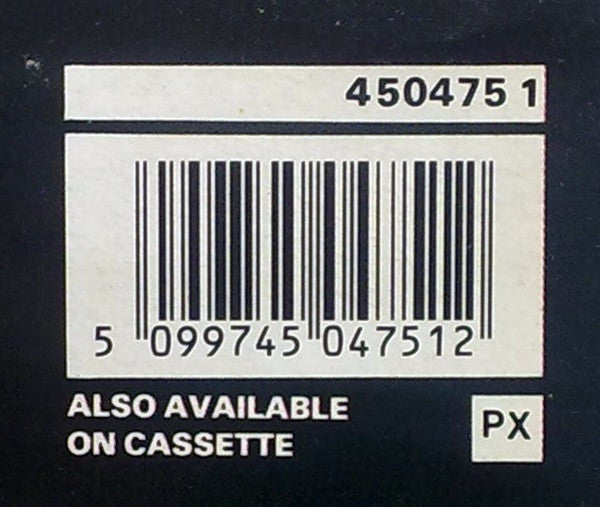 450475 1
5 099745 047512
ALSO AVAILABLE
ON CASSETTE
PX